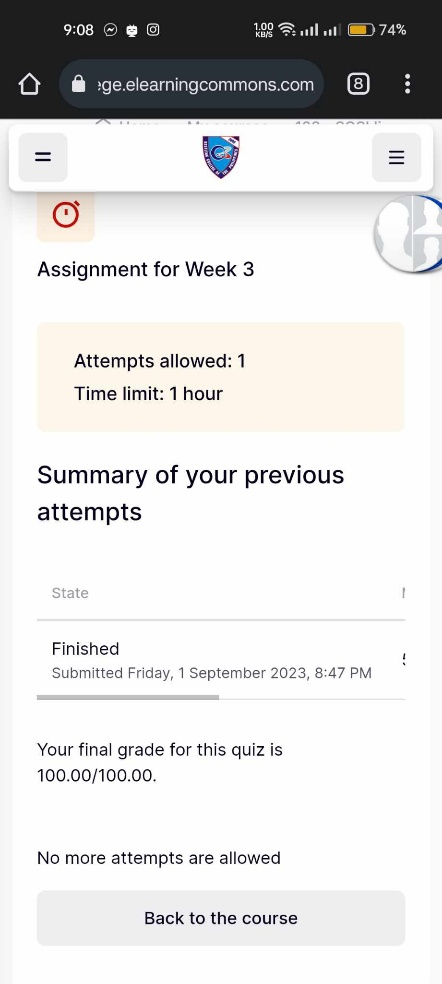 9:08
1.00
KB/S
74%
ege.elearningcommons.com
8
Assignment for Week 3
Attempts allowed: 1
Time limit: 1 hour
Summary of your previous
attempts
State
Finished
Submitted Friday, 1 September 2023, 8:47 PM
Your final grade for this quiz is
100.00/100.00.
No more attempts are allowed
Back to the course